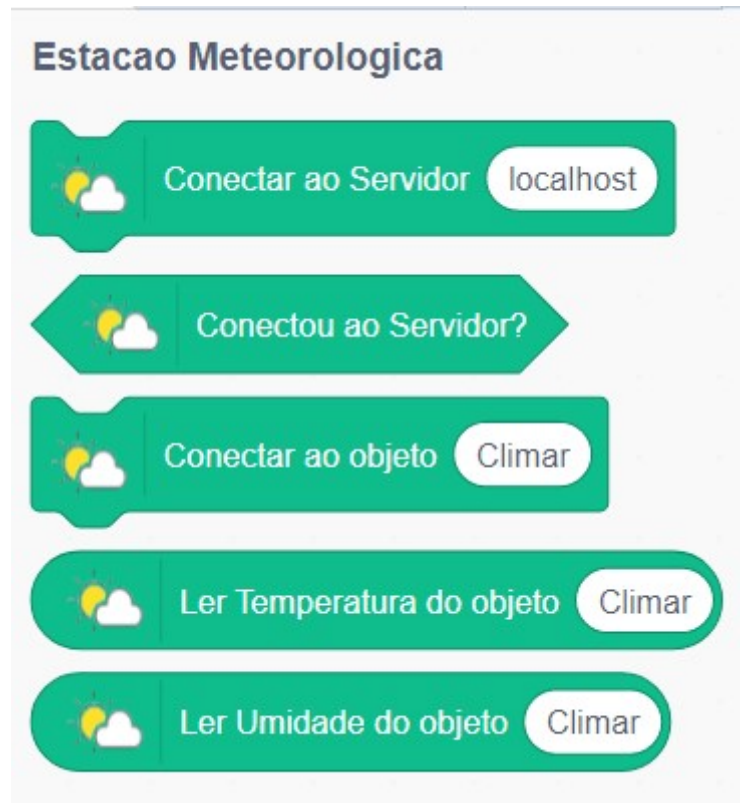 Estacao Meteorologica
Conectar ao Servidor localhost
Conectou ao Servidor?
Conectar ao objeto Climar
Ler Temperatura do objeto Climar
Ler Umidade do objeto Climar